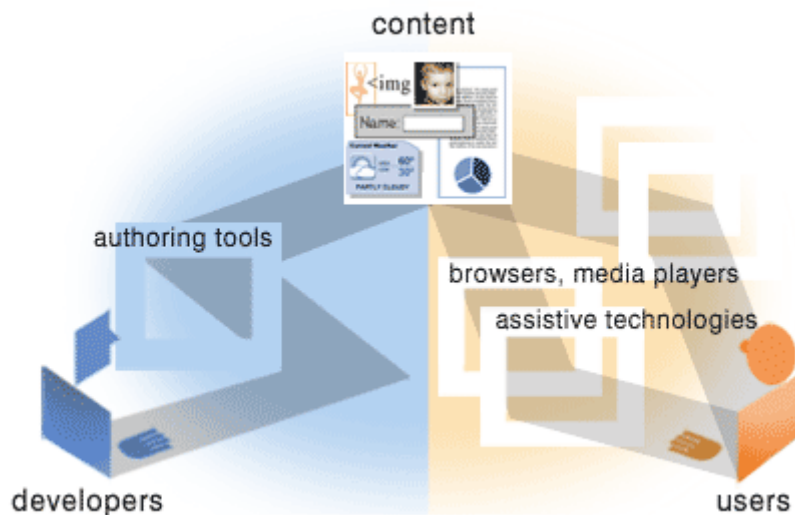 content
<img
Name:
Current Weather
60°
30°
PARTLY CLOUDY
authoring tools
browsers, media players
assistive technologies
developers
users